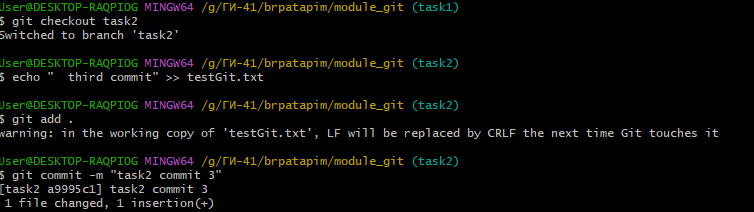 User@DESKTOP-RAQPIOG MINGW64 /g/ГИ-41/brpatapim/module_git (task1)
$ git checkout task2
Switched to branch 'task2'
User@DESKTOP-RAQPIOG MINGW64 /g/ГИ-41/brpatapim/module_git (task2)
$ echo "  third commit" >> testGit.txt
User@DESKTOP-RAQPIOG MINGW64 /g/ГИ-41/brpatapim/module_git (task2)
$ git add .
warning: in the working copy of 'testGit.txt', LF will be replaced by CRLF the next time Git touches it
User@DESKTOP-RAQPIOG MINGW64 /g/ГИ-41/brpatapim/module_git (task2)
$ git commit -m "task2 commit 3"
[task2 a9995c1] task2 commit 3
 1 file changed, 1 insertion(+)